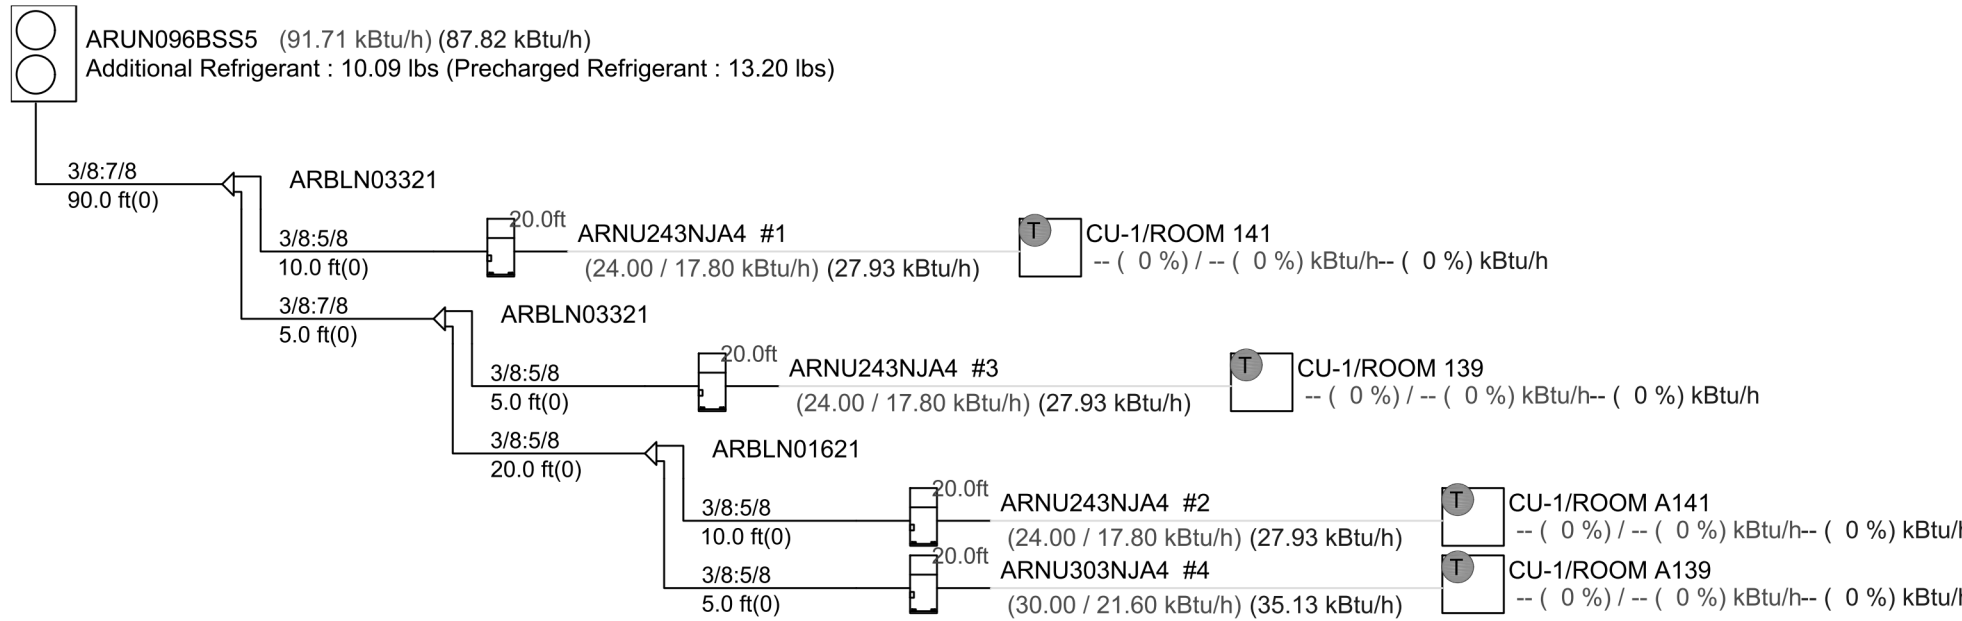 ARUN096BSS5 (91.71 kBtu/h) (87.82 kBtu/h)
Additional Refrigerant : 10.09 lbs (Precharged Refrigerant : 13.20 lbs)
3/8:7/8
90.0 ft(0)
ARBLN03321
3/8:5/8
10.0 ft(0)
20.0ft
ARNU243NJA4 #1
(24.00 / 17.80 kBtu/h) (27.93 kBtu/h)
T
CU-1/ROOM 141
-- ( 0 %) / -- ( 0 %) kBtu/h-- ( 0 %) kBtu/h
3/8:7/8
5.0 ft(0)
ARBLN03321
3/8:5/8
5.0 ft(0)
20.0ft
ARNU243NJA4 #3
(24.00 / 17.80 kBtu/h) (27.93 kBtu/h)
T
CU-1/ROOM 139
-- ( 0 %) / -- ( 0 %) kBtu/h-- ( 0 %) kBtu/h
3/8:5/8
20.0 ft(0)
ARBLN01621
3/8:5/8
10.0 ft(0)
20.0ft
ARNU243NJA4 #2
(24.00 / 17.80 kBtu/h) (27.93 kBtu/h)
T
CU-1/ROOM A141
-- ( 0 %) / -- ( 0 %) kBtu/h-- ( 0 %) kBtu/h
3/8:5/8
5.0 ft(0)
20.0ft
ARNU303NJA4 #4
(30.00 / 21.60 kBtu/h) (35.13 kBtu/h)
T
CU-1/ROOM A139
-- ( 0 %) / -- ( 0 %) kBtu/h-- ( 0 %) kBtu/h